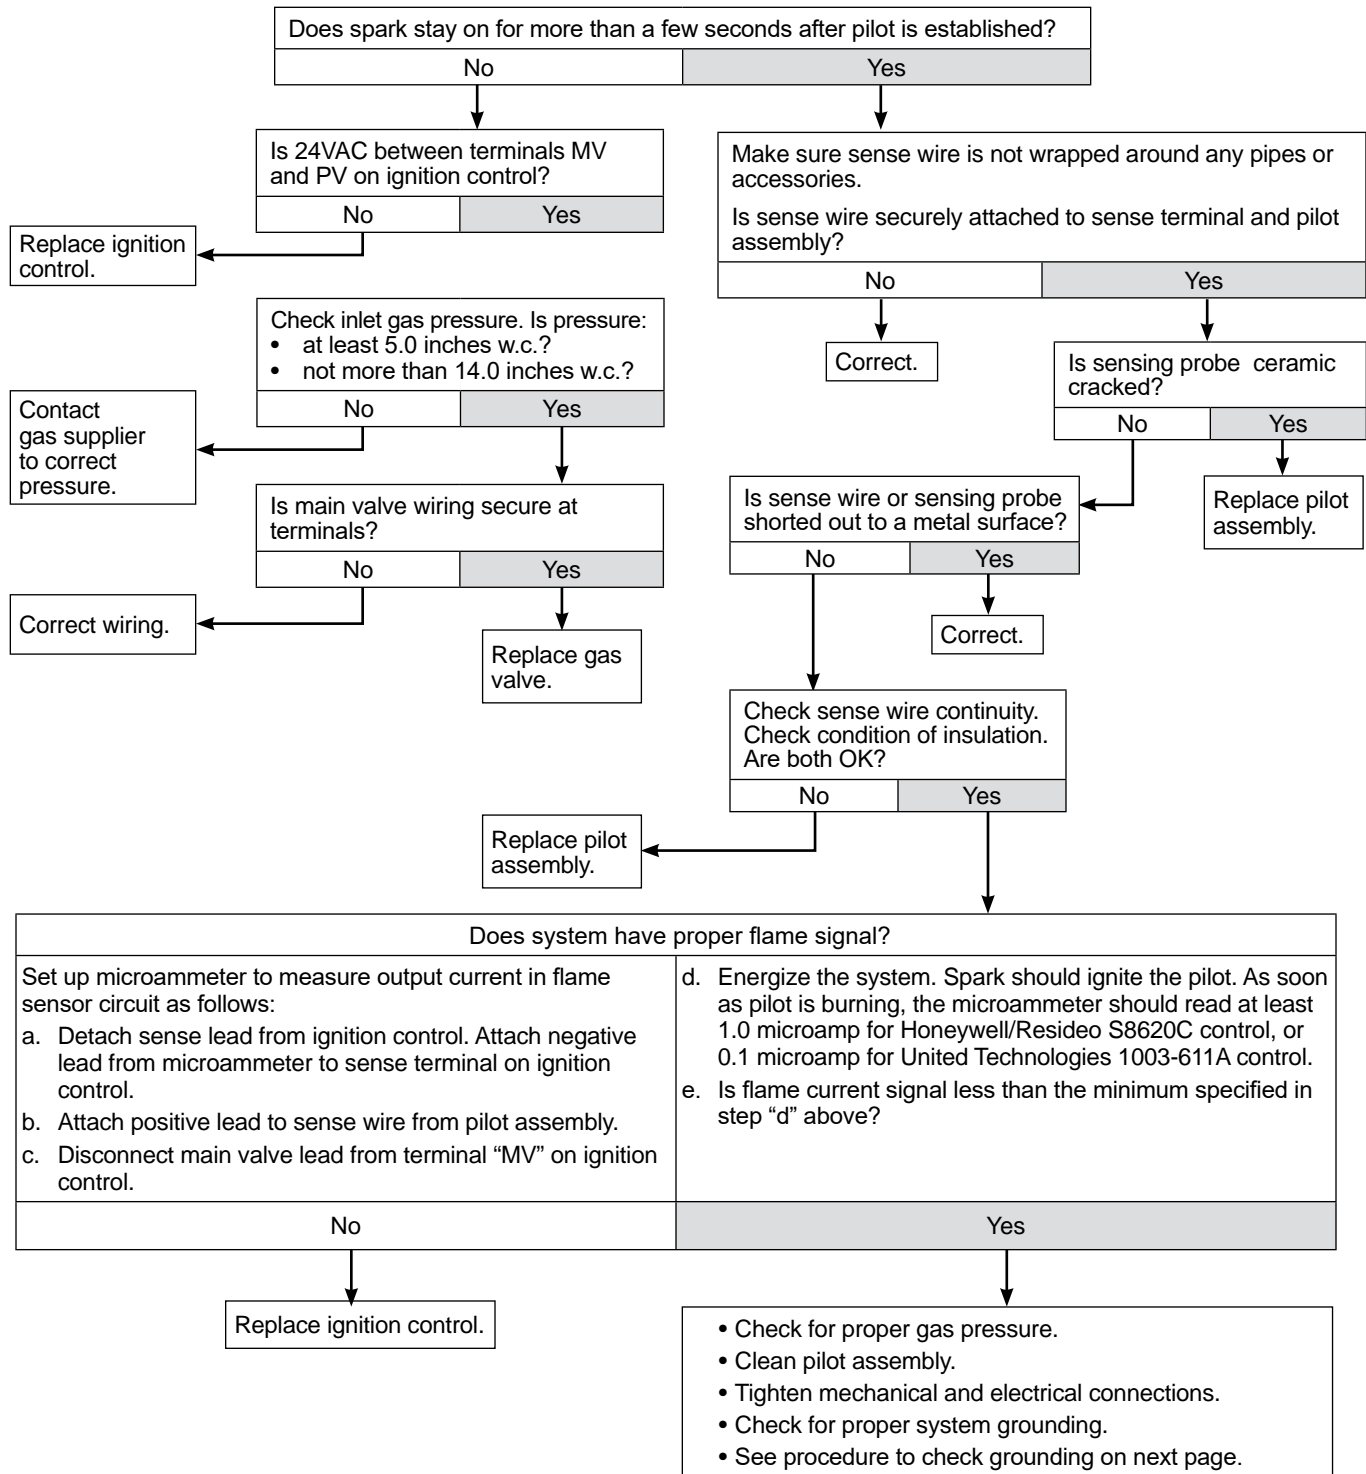 Does spark stay on for more than a few seconds after pilot is established?
No
Yes
Is 24VAC between terminals MV
and PV on ignition control?
No
Yes
Replace ignition
control.
Check inlet gas pressure. Is pressure:
• at least 5.0 inches w.c.?
• not more than 14.0 inches w.c.?
No
Yes
Contact
gas supplier
to correct
pressure.
Is main valve wiring secure at
terminals?
No
Yes
Correct wiring.
Replace gas
valve.
Make sure sense wire is not wrapped around any pipes or
accessories.
Is sense wire securely attached to sense terminal and pilot
assembly?
No
Yes
Correct.
Is sensing probe ceramic
cracked?
No
Yes
Replace pilot
assembly.
Is sense wire or sensing probe
shorted out to a metal surface?
No
Yes
Correct.
Check sense wire continuity.
Check condition of insulation.
Are both OK?
No
Yes
Replace pilot
assembly.
Does system have proper flame signal?
Set up microammeter to measure output current in flame
sensor circuit as follows:
a. Detach sense lead from ignition control. Attach negative
lead from microammeter to sense terminal on ignition
control.
b. Attach positive lead to sense wire from pilot assembly.
c. Disconnect main valve lead from terminal “MV” on ignition
control.
d. Energize the system. Spark should ignite the pilot. As soon
as pilot is burning, the microammeter should read at least
1.0 microamp for Honeywell/Resideo S8620C control, or
0.1 microamp for United Technologies 1003-611A control.
e. Is flame current signal less than the minimum specified in
step “d” above?
No
Yes
Replace ignition control.
• Check for proper gas pressure.
• Clean pilot assembly.
• Tighten mechanical and electrical connections.
• Check for proper system grounding.
• See procedure to check grounding on next page.